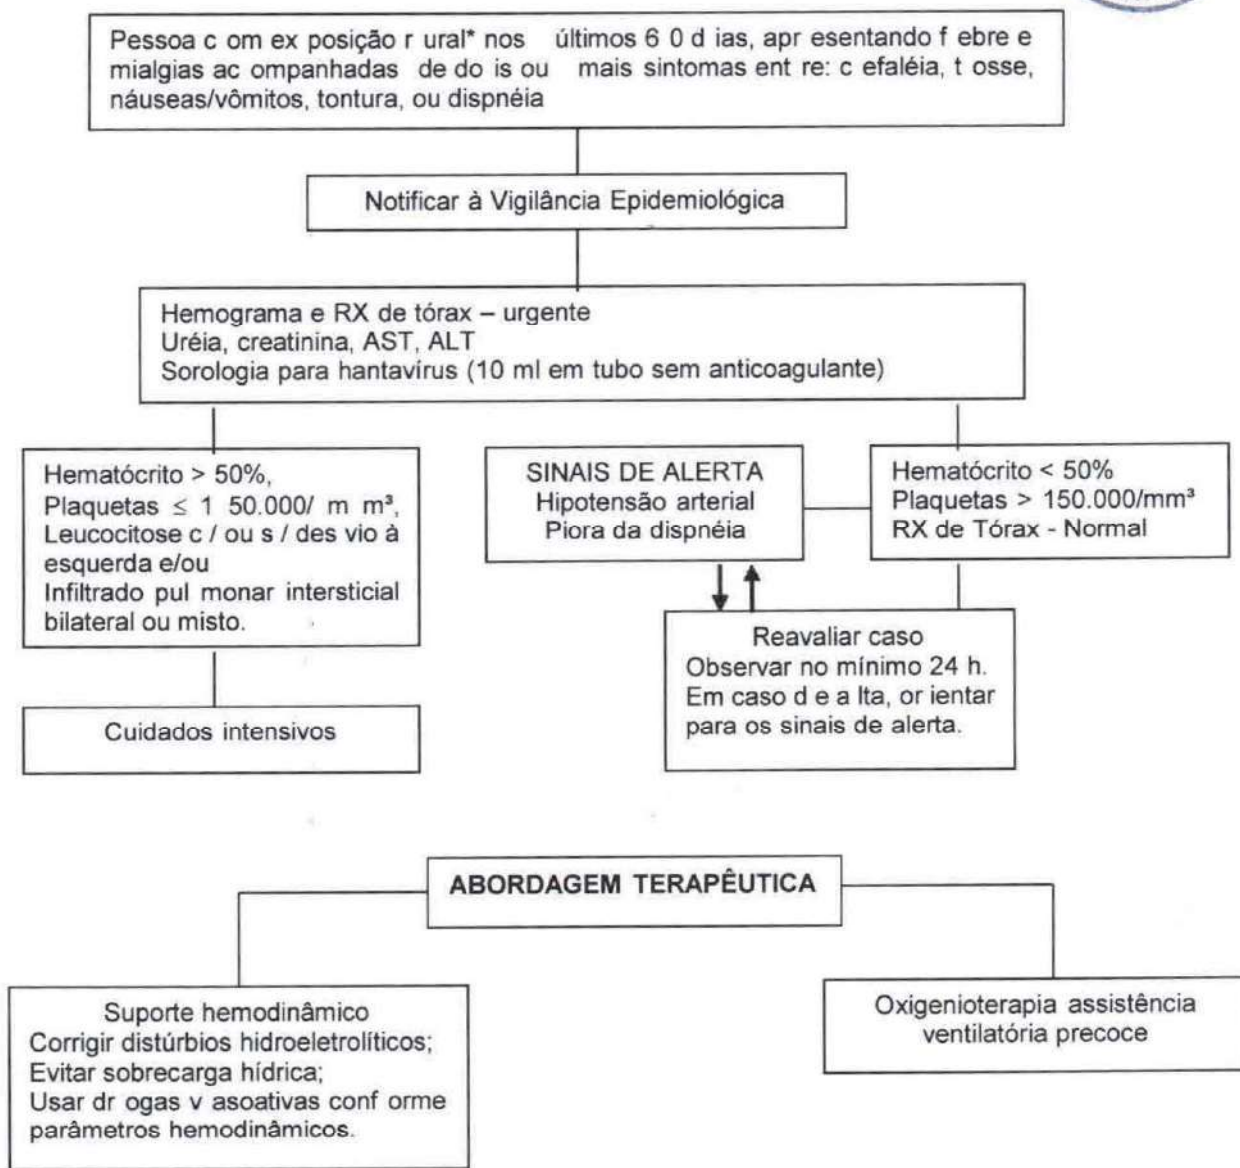 Pessoa c om ex posição r ural* nos últimos 6 0 d ias, apr esentando f ebre e
mialgias ac ompanhadas de do is ou mais sintomas ent re: c efaléia, t osse,
náuseas/vômitos, tontura, ou dispnéia
Notificar à Vigilância Epidemiológica
Hemograma e RX de tórax – urgente
Uréia, creatinina, AST, ALT
Sorologia para hantavírus (10 ml em tubo sem anticoagulante)
Hematócrito > 50%,
Plaquetas ≤ 1 50.000/ m m³,
Leucocitose c / ou s / des vio à
esquerda e/ou
Infiltrado pul monar intersticial
bilateral ou misto.
SINAIS DE ALERTA
Hipotensão arterial
Piora da dispnéia
Hematócrito < 50%
Plaquetas > 150.000/mm³
RX de Tórax - Normal
Reavaliar caso
Observar no mínimo 24 h.
Em caso d e a lta, or ientar
para os sinais de alerta.
Cuidados intensivos
ABORDAGEM TERAPÊUTICA
Suporte hemodinâmico
Corrigir distúrbios hidroeletrolíticos;
Evitar sobrecarga hídrica;
Usar dr ogas v asoativas conf orme
parâmetros hemodinâmicos.
Oxigenioterapia assistência
ventilatória precoce